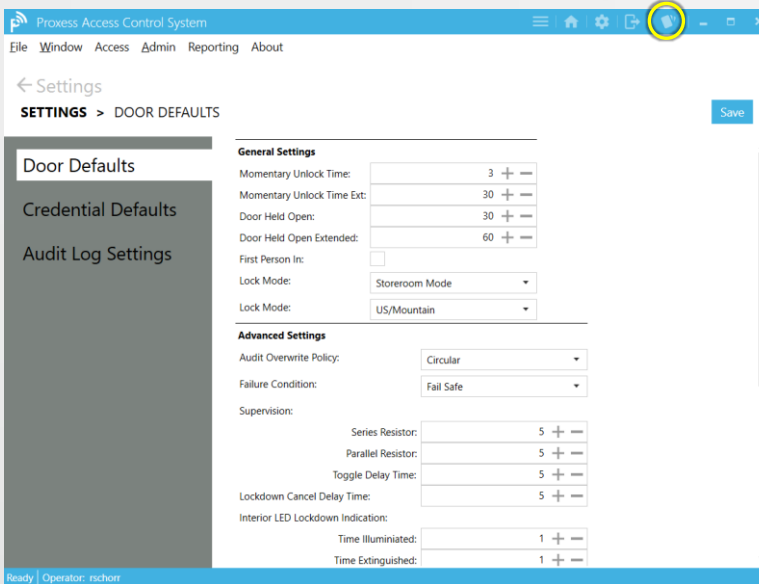 Proxess Access Control System
File Window Access Admin Reporting About
Settings
SETTINGS > DOOR DEFAULTS
Save
Door Defaults
Credential Defaults
Audit Log Settings
General Settings
Momentary Unlock Time: 3
Momentary Unlock Time Ext: 30
Door Held Open: 30
Door Held Open Extended: 60
First Person In:
Lock Mode: Storeroom Mode
Lock Mode: US/Mountain
Advanced Settings
Audit Overwrite Policy: Circular
Failure Condition: Fail Safe
Supervision:
Series Resistor: 5
Parallel Resistor: 5
Toggle Delay Time: 5
Lockdown Cancel Delay Time: 5
Interior LED Lockdown Indication:
Time Illuminiated: 1
Time Extinguished: 1
Ready Operator: rschorr